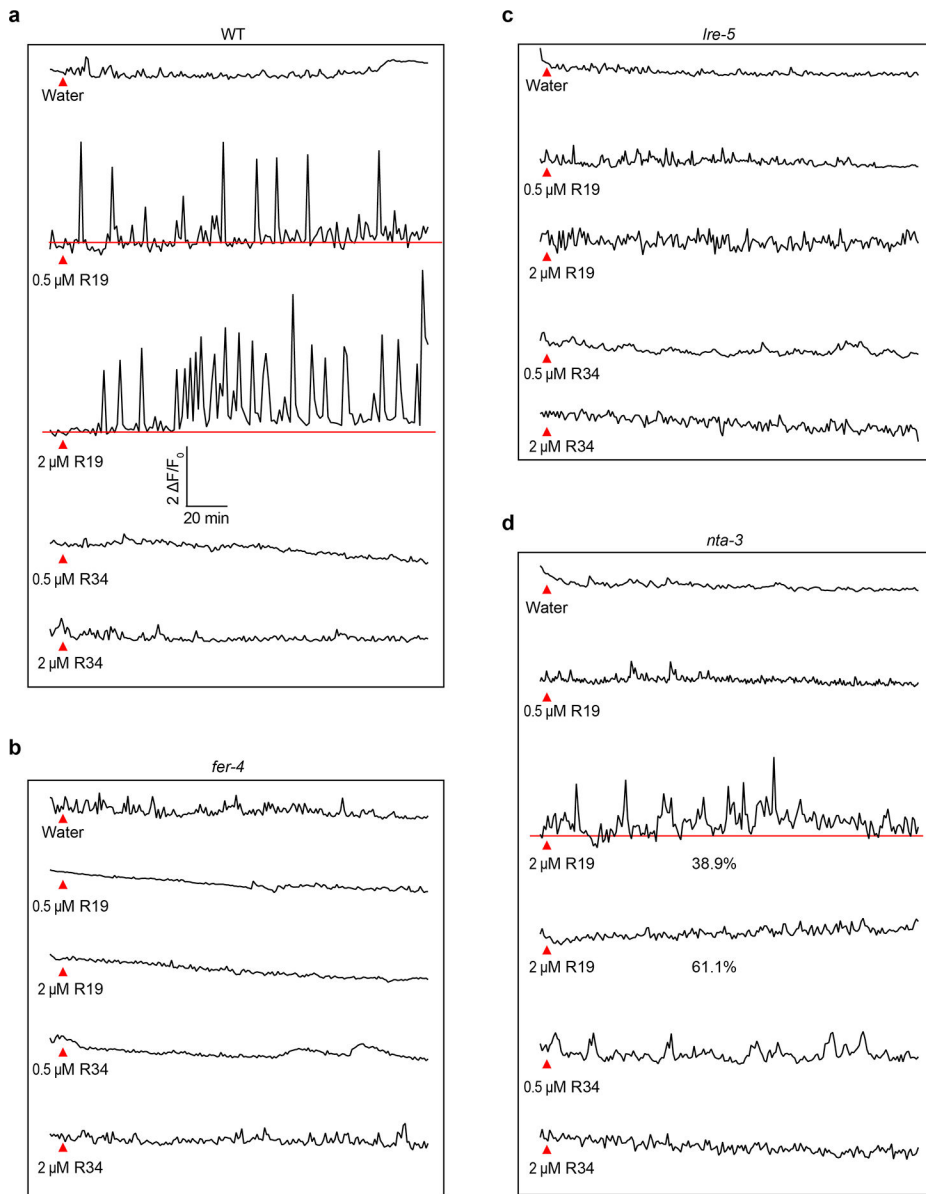 a
WT
Water
0.5 µM R19
2 µM R19
2 ΔF/F0
20 min
0.5 µM R34
2 µM R34
b
fer-4
Water
0.5 µM R19
2 µM R19
0.5 µM R34
2 µM R34
c
lre-5
Water
0.5 µM R19
2 µM R19
0.5 µM R34
2 µM R34
d
nta-3
Water
0.5 µM R19
2 µM R19 38.9%
2 µM R19 61.1%
0.5 µM R34
2 µM R34